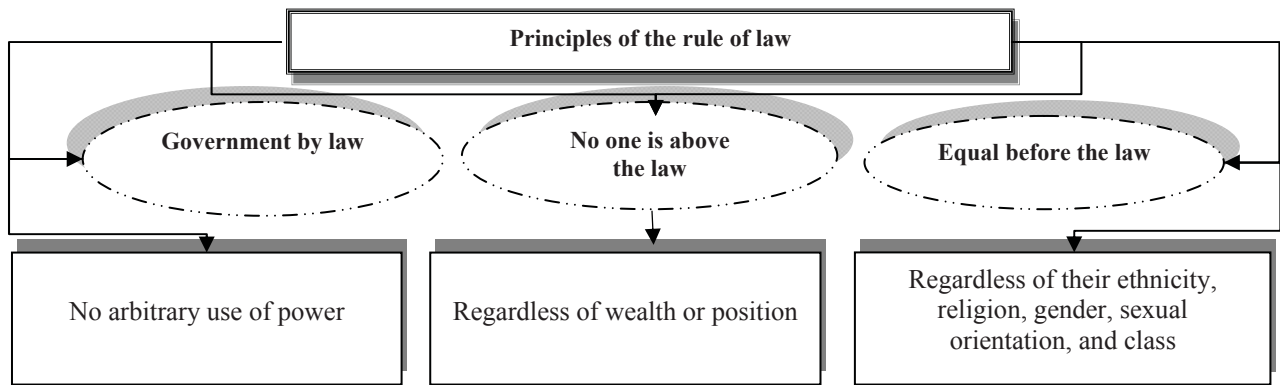 Principles of the rule of law
Government by law
No one is above
the law
Equal before the law
No arbitrary use of power
Regardless of wealth or position
Regardless of their ethnicity,
religion, gender, sexual
orientation, and class